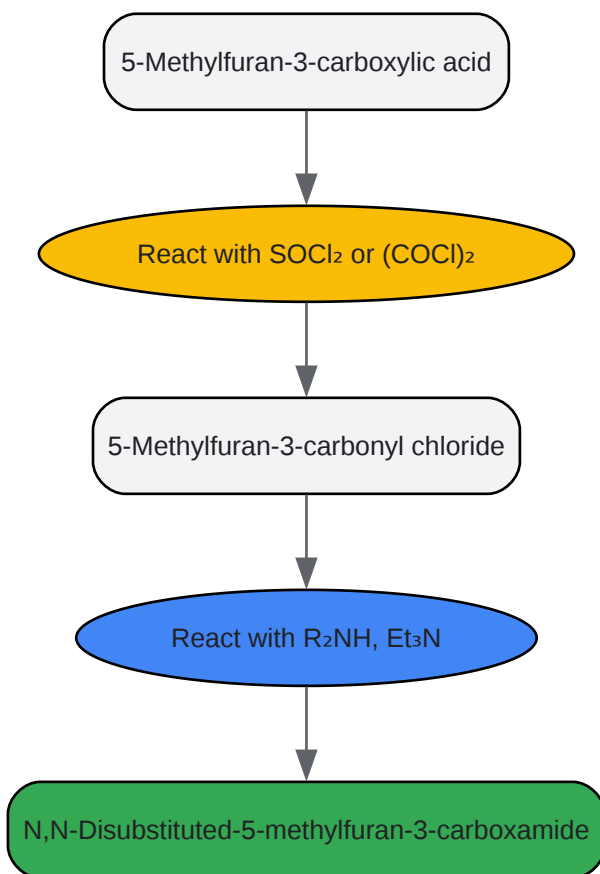 5-Methylfuran-3-carboxylic acid
React with SOCl₂ or (COCl)₂
5-Methylfuran-3-carbonyl chloride
React with R₂NH, Et₃N
N,N-Disubstituted-5-methylfuran-3-carboxamide